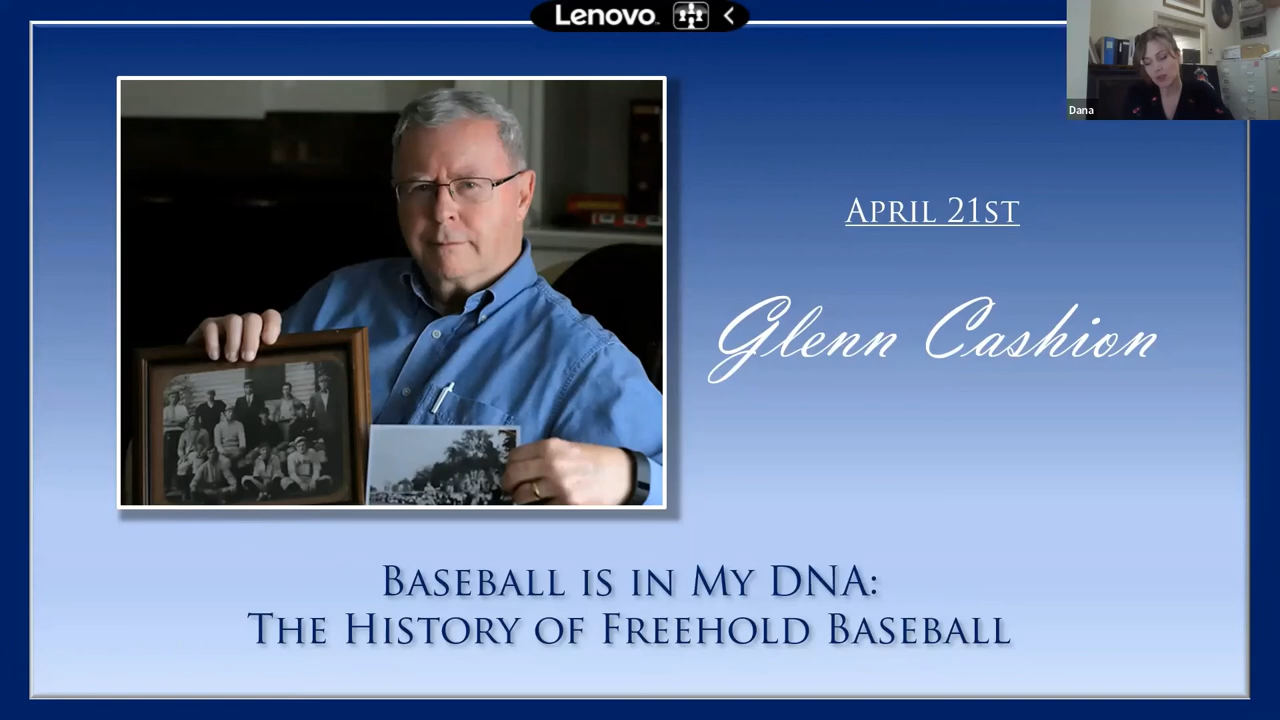 Lenovo
Dana
April 21st
Glenn Cashion
Baseball is in My DNA:
The History of Freehold Baseball